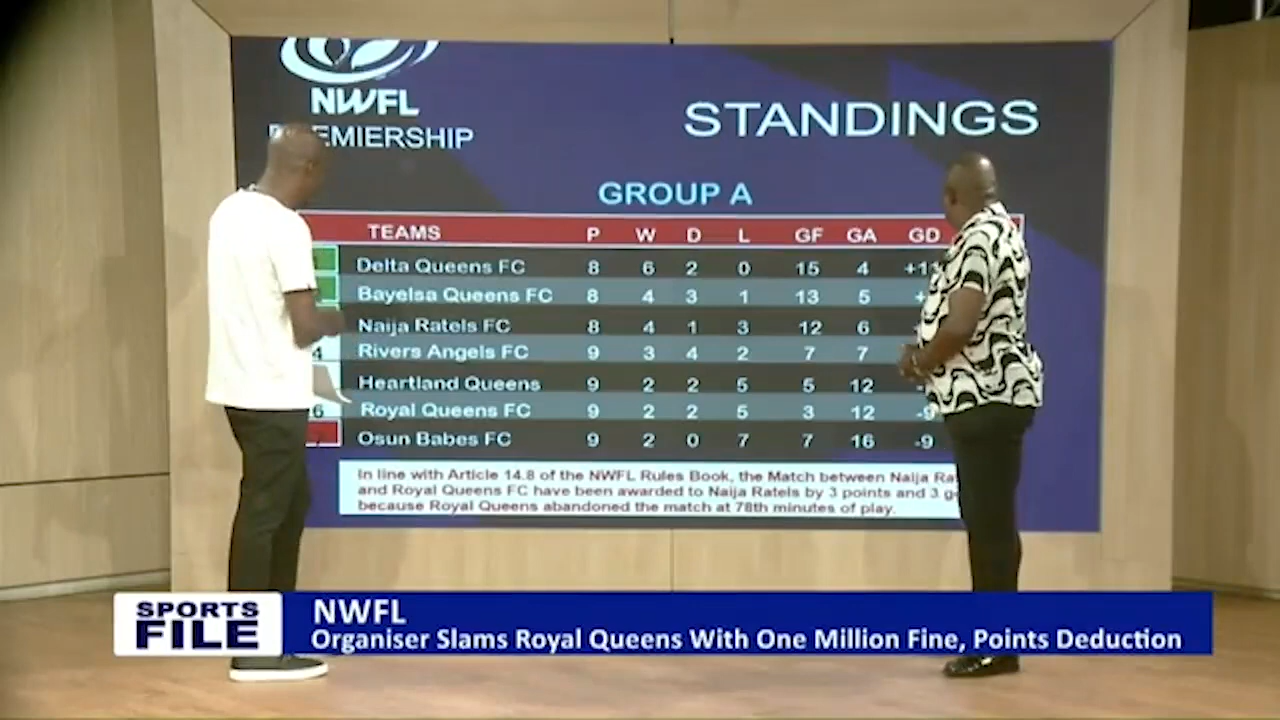 NWFL
PREMIERSHIP
STANDINGS
GROUP A
TEAMS P W D L GF GA GD
Delta Queens FC 8 6 2 0 15 4
Bayelsa Queens FC 8 4 3 1 13 5
Naija Ratels FC 8 4 1 3 12 6
4 Rivers Angels FC 9 3 4 2 7 7
Heartland Queens 9 2 2 5 5 12
6 Royal Queens FC 9 2 2 5 3 12 -9
Osun Babes FC 9 2 0 7 7 16 -9
In line with Article 14.8 of the NWFL Rules Book, the Match between Naija
and Royal Queens FC have been awarded to Naija Ratels by 3 points and 3
because Royal Queens abandoned the match at 78th minutes of play.
SPORTS
FILE
NWFL
Organiser Slams Royal Queens With One Million Fine, Points Deduction